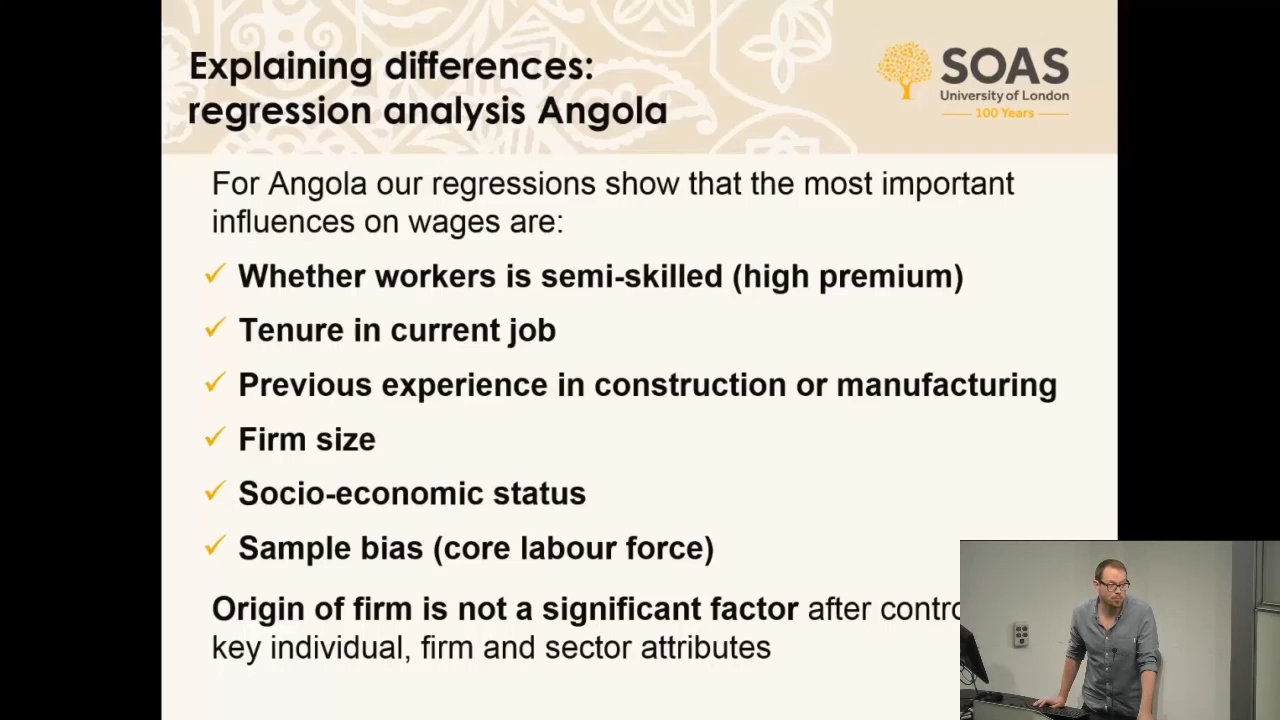 Explaining differences:
regression analysis Angola
SOAS
University of London
100 Years
For Angola our regressions show that the most important
influences on wages are:
✓ Whether workers is semi-skilled (high premium)
✓ Tenure in current job
✓ Previous experience in construction or manufacturing
✓ Firm size
✓ Socio-economic status
✓ Sample bias (core labour force)
Origin of firm is not a significant factor after
key individual, firm and sector attributes